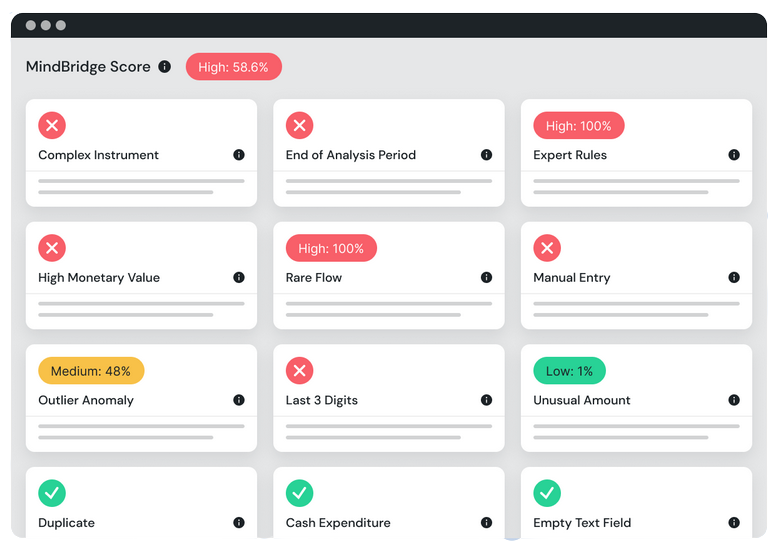 MindBridge Score High: 58.6%
Complex Instrument
End of Analysis Period
High: 100%
Expert Rules
High Monetary Value
High: 100%
Rare Flow
Manual Entry
Medium: 48%
Outlier Anomaly
Last 3 Digits
Low: 1%
Unusual Amount
Duplicate
Cash Expenditure
Empty Text Field